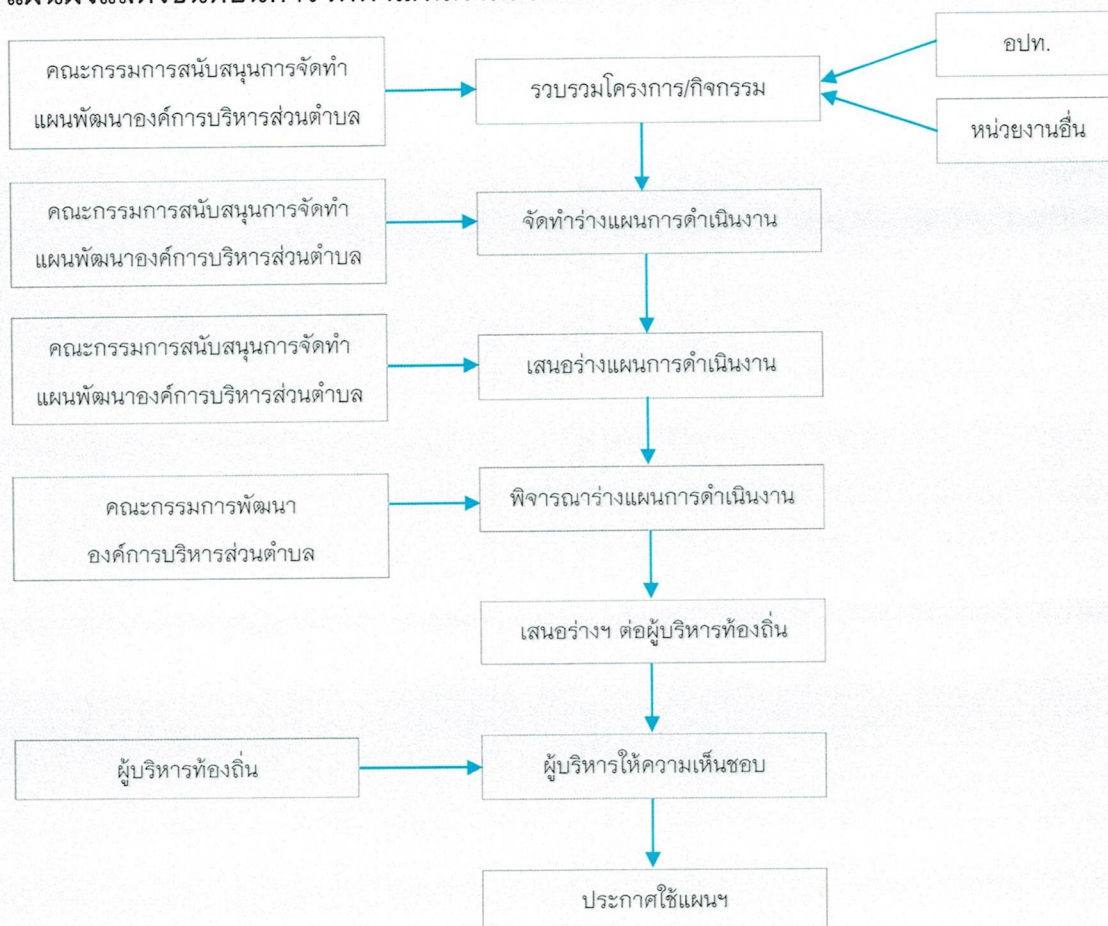 คณะกรรมการสนับสนุนการจัดทำ
แผนพัฒนาองค์การบริหารส่วนตำบล
รวบรวมโครงการ/กิจกรรม
อปท.
หน่วยงานอื่น
คณะกรรมการสนับสนุนการจัดทำ
แผนพัฒนาองค์การบริหารส่วนตำบล
จัดทำร่างแผนการดำเนินงาน
คณะกรรมการสนับสนุนการจัดทำ
แผนพัฒนาองค์การบริหารส่วนตำบล
เสนอร่างแผนการดำเนินงาน
คณะกรรมการพัฒนา
องค์การบริหารส่วนตำบล
พิจารณาร่างแผนการดำเนินงาน
เสนอร่างฯ ต่อผู้บริหารท้องถิ่น
ผู้บริหารท้องถิ่น
ผู้บริหารให้ความเห็นชอบ
ประกาศใช้แผนฯ